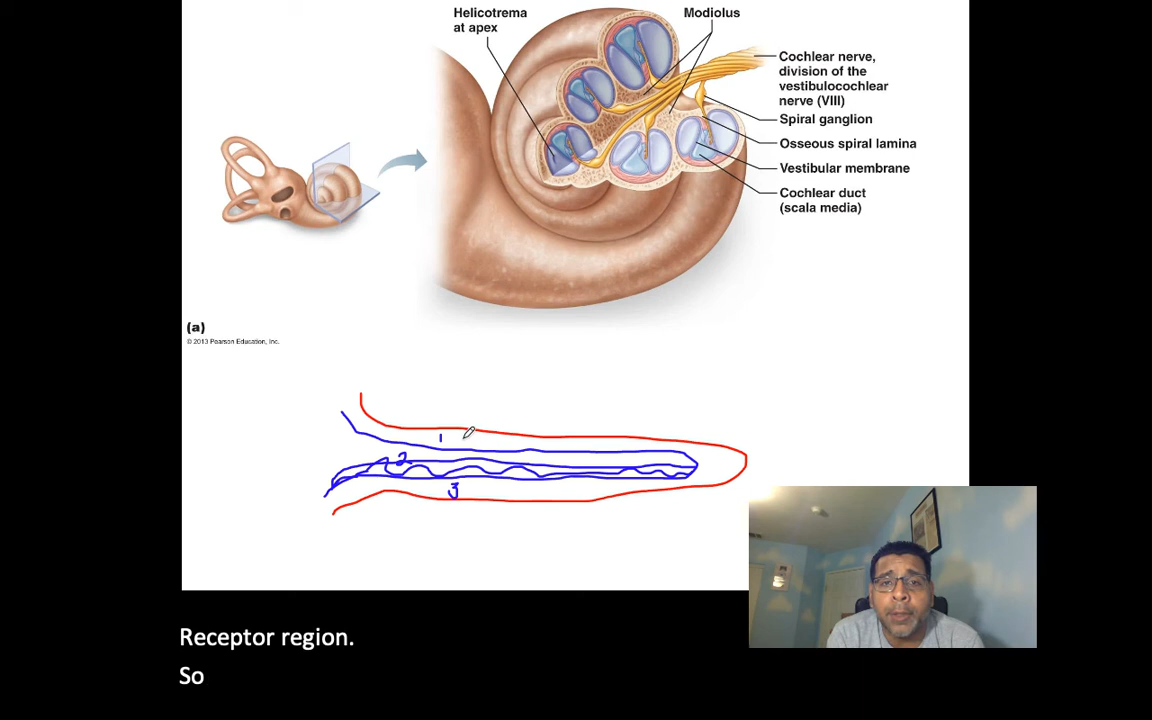 Helicotrema
at apex
Modiolus
Cochlear nerve,
division of the
vestibulocochlear
nerve (VIII)
Spiral ganglion
Osseous spiral lamina
Vestibular membrane
Cochlear duct
(scala media)
(a)
© 2013 Pearson Education, Inc.
1
2
3
Receptor region.
So